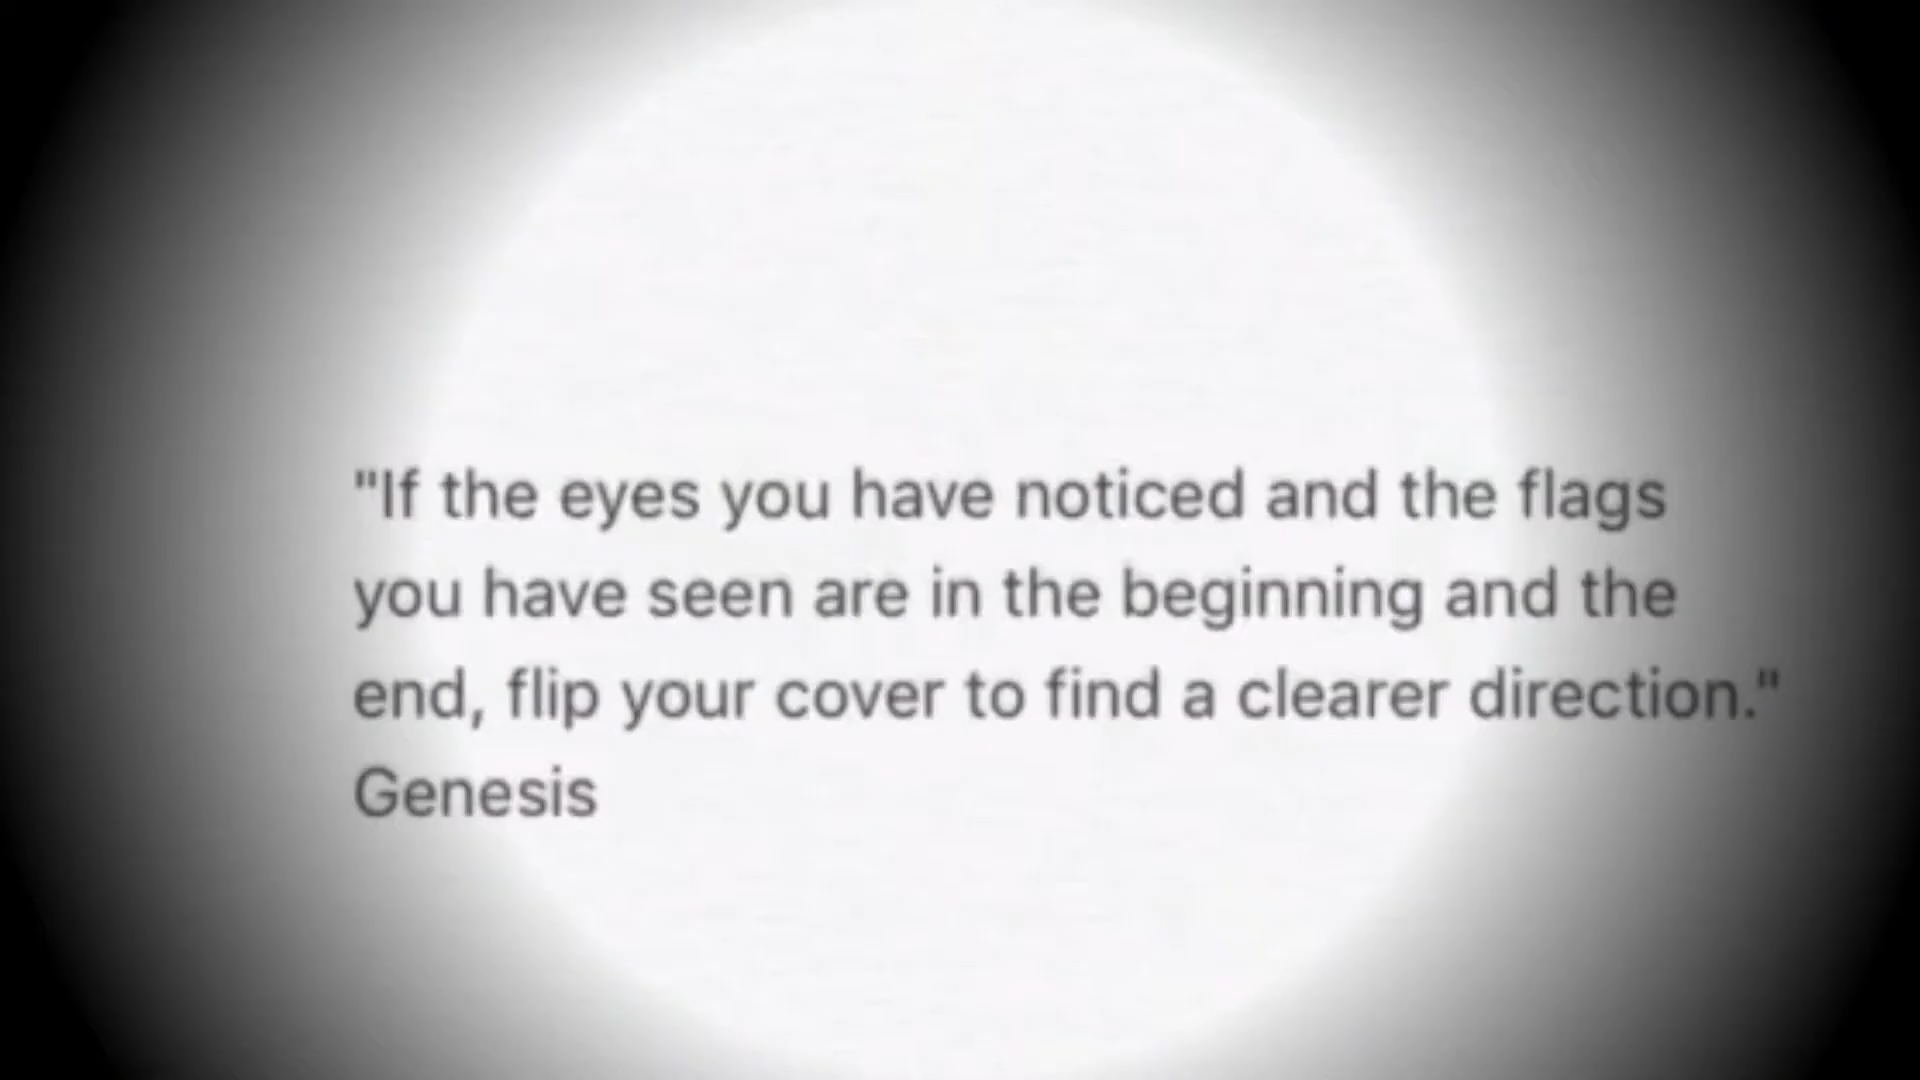 "If the eyes you have noticed and the flags
you have seen are in the beginning and the
end, flip your cover to find a clearer direction."
Genesis